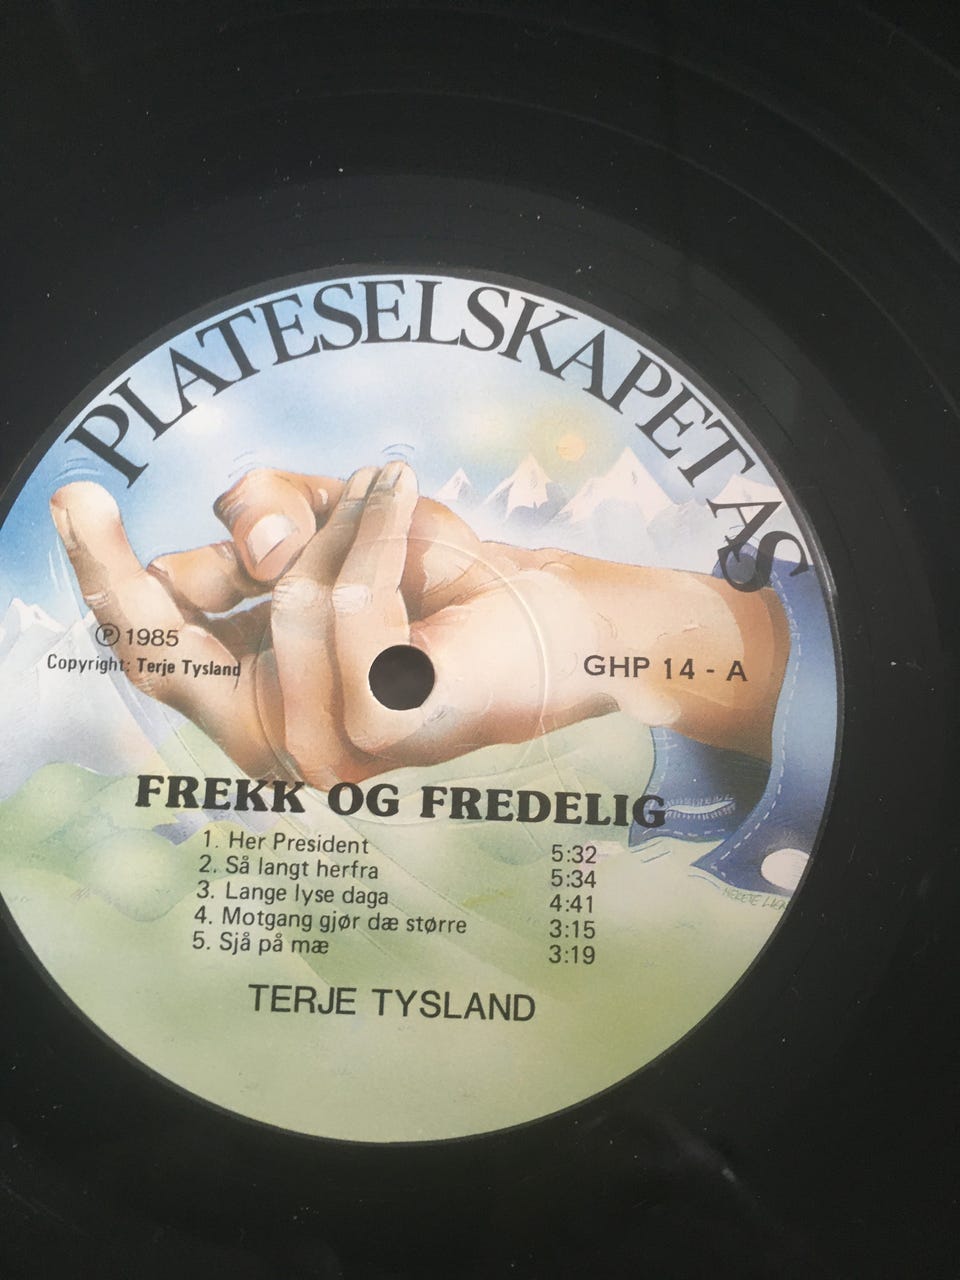 PLATESELSKAPET AS
℗ 1985
Copyright: Terje Tysland
GHP 14 - A
FREKK OG FREDELIG
1. Her President 5:32
2. Så langt herfra 5:34
3. Lange lyse daga 4:41
4. Motgang gjør dæ større 3:15
5. Sjå på mæ 3:19
TERJE TYSLAND